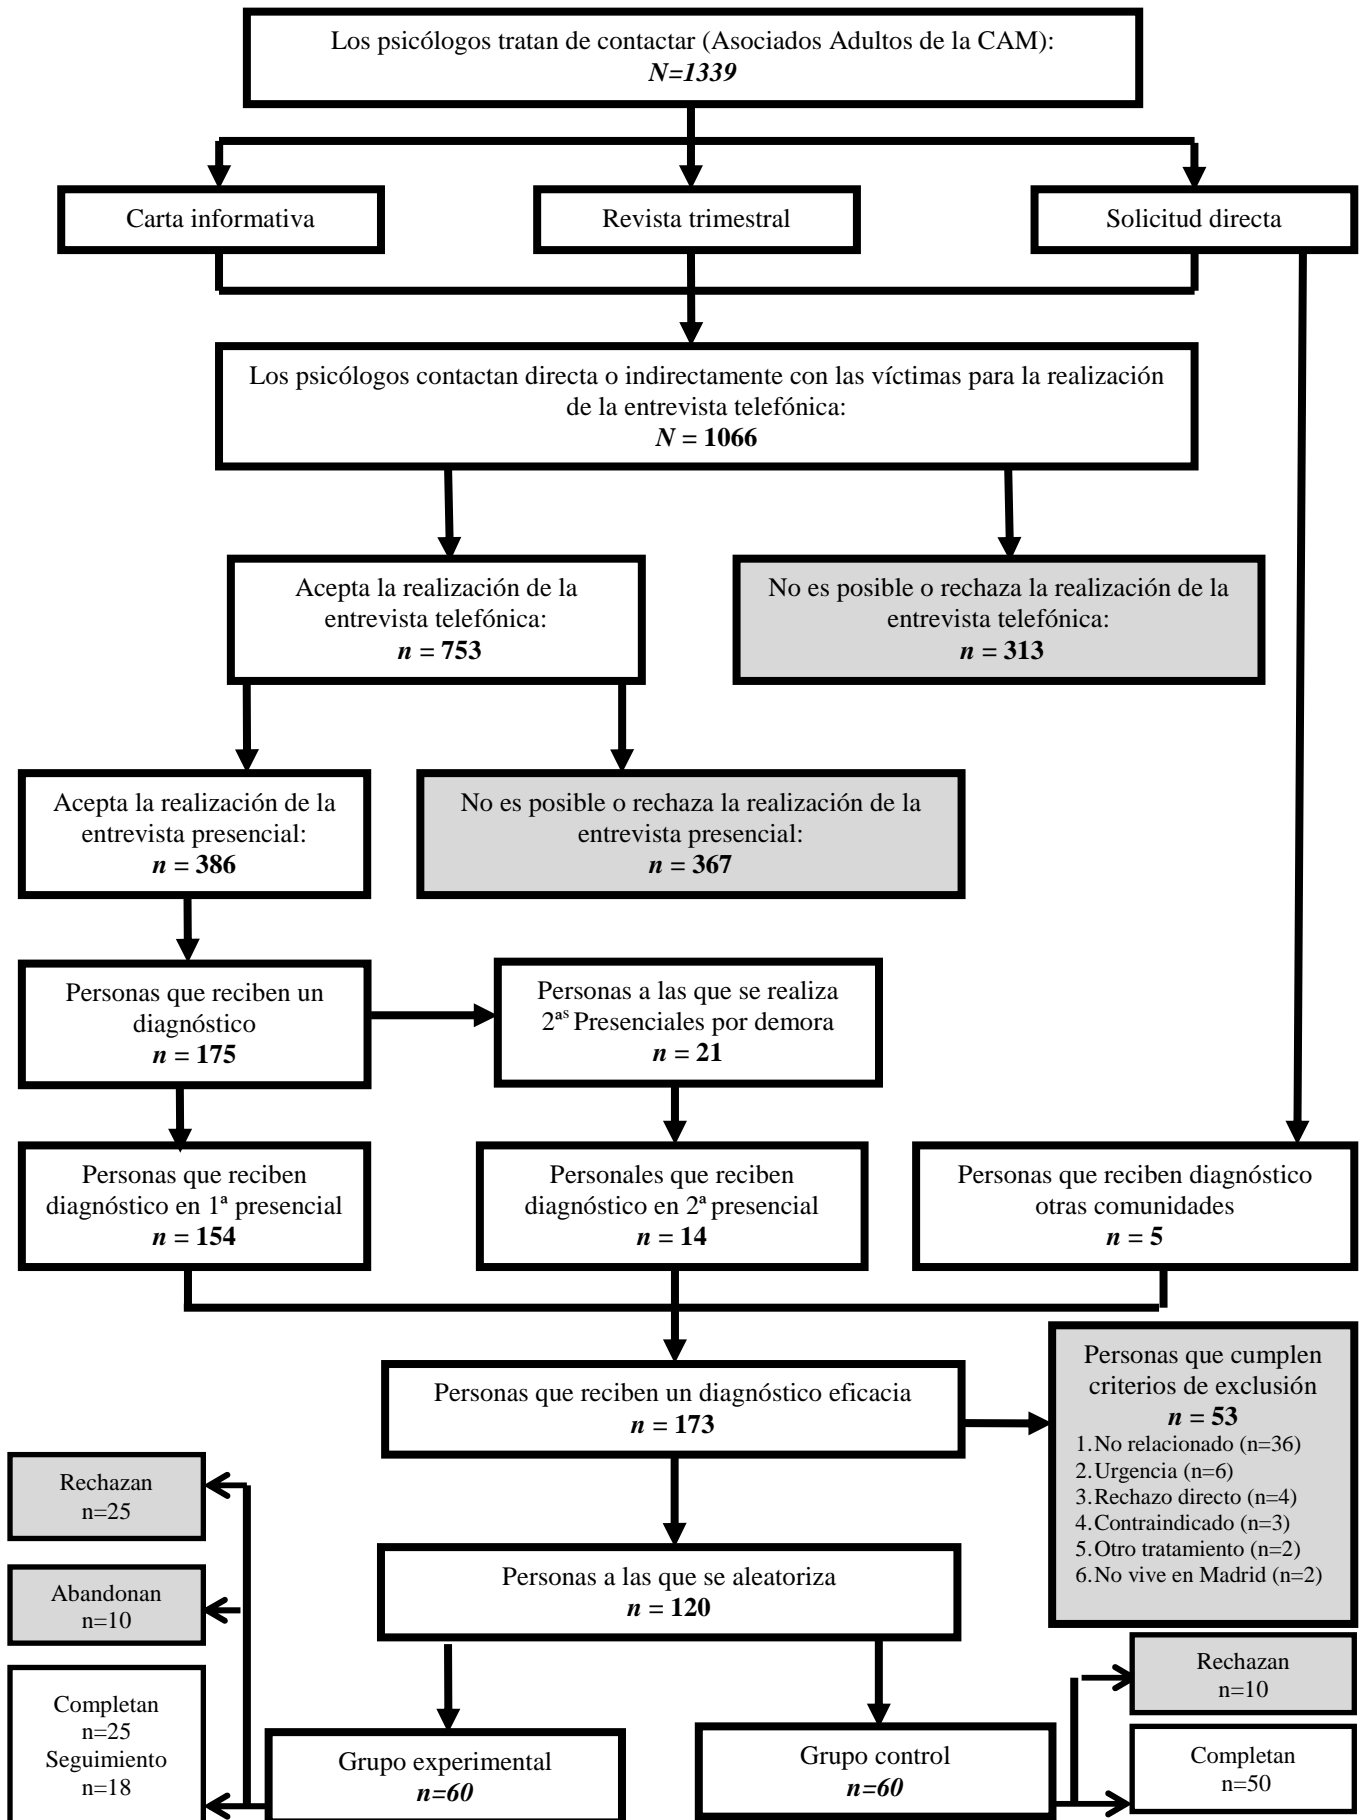 Los psicólogos tratan de contactar (Asociados Adultos de la CAM):
N=1339
Carta informativa
Revista trimestral
Solicitud directa
Los psicólogos contactan directa o indirectamente con las víctimas para la realización
de la entrevista telefónica:
N = 1066
Acepta la realización de la
entrevista telefónica:
n = 753
No es posible o rechaza la realización de la
entrevista telefónica:
n = 313
Acepta la realización de la
entrevista presencial:
n = 386
No es posible o rechaza la realización de la
entrevista presencial:
n = 367
Personas que reciben un
diagnóstico
n = 175
Personas a las que se realiza
2ªˢ Presenciales por demora
n = 21
Personas que reciben
diagnóstico en 1ª presencial
n = 154
Personales que reciben
diagnóstico en 2ª presencial
n = 14
Personas que reciben diagnóstico
otras comunidades
n = 5
Personas que reciben un diagnóstico eficacia
n = 173
Personas que cumplen
criterios de exclusión
n = 53
1. No relacionado (n=36)
2. Urgencia (n=6)
3. Rechazo directo (n=4)
4. Contraindicado (n=3)
5. Otro tratamiento (n=2)
6. No vive en Madrid (n=2)
Rechazan
n=25
Abandonan
n=10
Personas a las que se aleatoriza
n = 120
Completan
n=25
Seguimiento
n=18
Grupo experimental
n=60
Grupo control
n=60
Rechazan
n=10
Completan
n=50